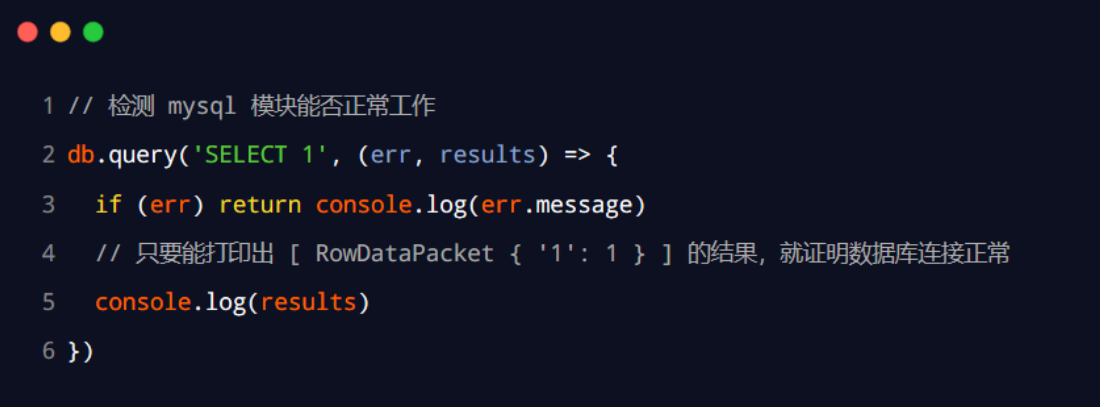 1 // 检测 mysql 模块能否正常工作
2 db.query('SELECT 1', (err, results) => {
3   if (err) return console.log(err.message)
4   // 只要能打印出 [ RowDataPacket { '1': 1 } ] 的结果，就证明数据库连接正常
5   console.log(results)
6 })